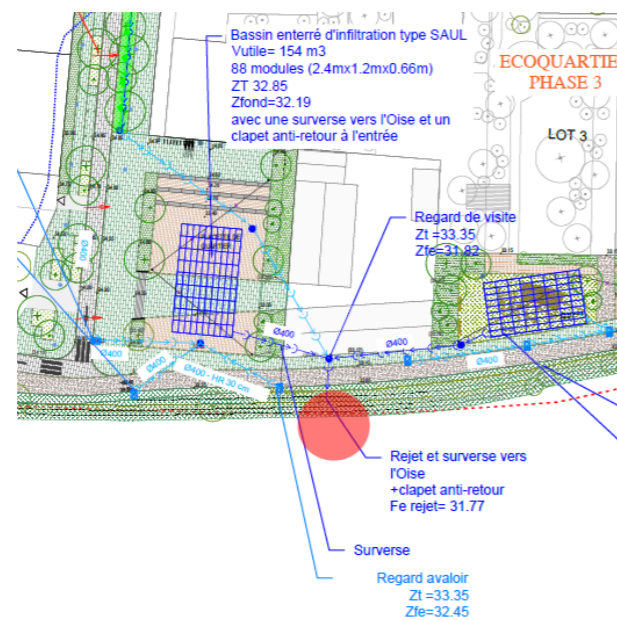 Bassin enterré d'infiltration type SAUL
Vutile= 154 m3
88 modules (2.4mx1.2mx0.66m)
ZT 32.85
Zfond=32.19
avec une surverse vers l'Oise et un
clapet anti-retour à l'entrée
ECOQUARTIE
PHASE 3
LOT 3
Regard de visite
Zt =33.35
Zfe=31.82
Ø400
Ø400
Ø400
Ø400
Ø400 - HR 30 cm
Ø400
Ø400
Rejet et surverse vers
l'Oise
+clapet anti-retour
Fe rejet= 31.77
Surverse
Regard avaloir
Zt =33.35
Zfe=32.45